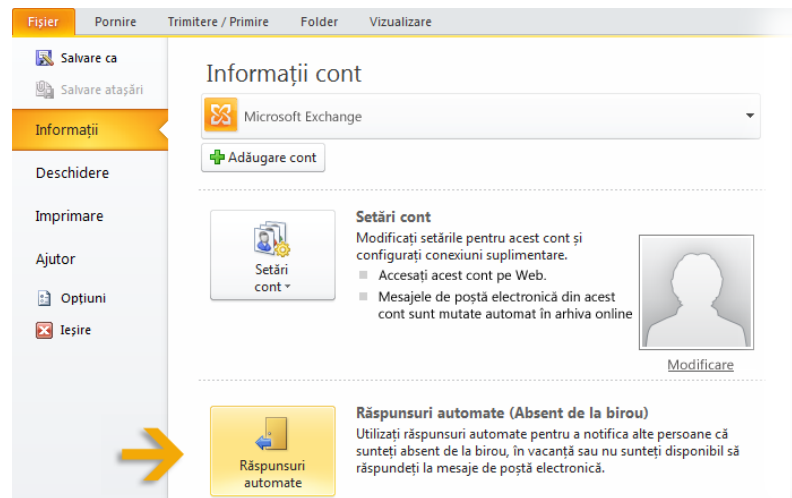 Fișier Pornire Trimitere / Primire Folder Vizualizare
Salvare ca
Salvare atașări
Informații
Deschidere
Imprimare
Ajutor
Opțiuni
Ieșire
Informații cont
Microsoft Exchange
Adăugare cont
Setări
cont
Setări cont
Modificați setările pentru acest cont și
configurați conexiuni suplimentare.
Accesați acest cont pe Web.
Mesajele de poștă electronică din acest
cont sunt mutate automat în arhiva online
Modificare
Răspunsuri
automate
Răspunsuri automate (Absent de la birou)
Utilizați răspunsuri automate pentru a notifica alte persoane că
sunteți absent de la birou, în vacanță sau nu sunteți disponibil să
răspundeți la mesaje de poștă electronică.